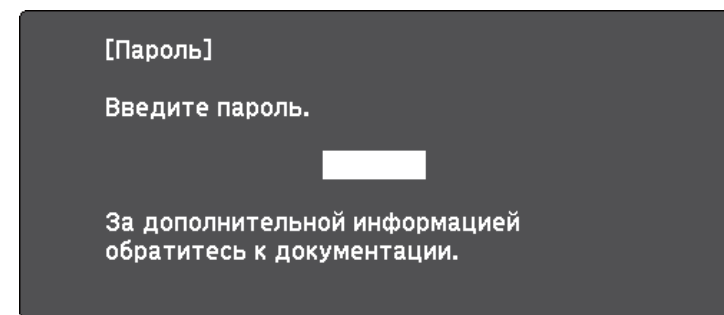 [Пароль]
Введите пароль.
За дополнительной информацией
обратитесь к документации.